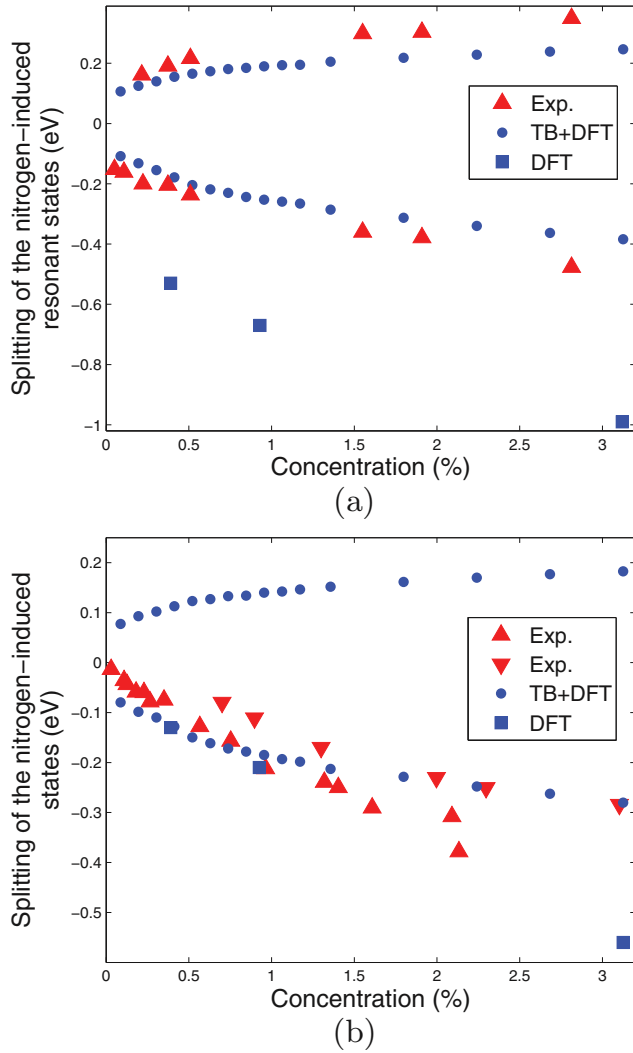 Splitting of the nitrogen−induced
resonant states (eV)
0.2
0
−0.2
−0.4
−0.6
−0.8
−1
Exp.
TB+DFT
DFT
0 0.5 1 1.5 2 2.5 3
Concentration (%)
(a)
Splitting of the nitrogen−induced
states (eV)
0.2
0.1
0
−0.1
−0.2
−0.3
−0.4
−0.5
Exp.
Exp.
TB+DFT
DFT
0 0.5 1 1.5 2 2.5 3
Concentration (%)
(b)